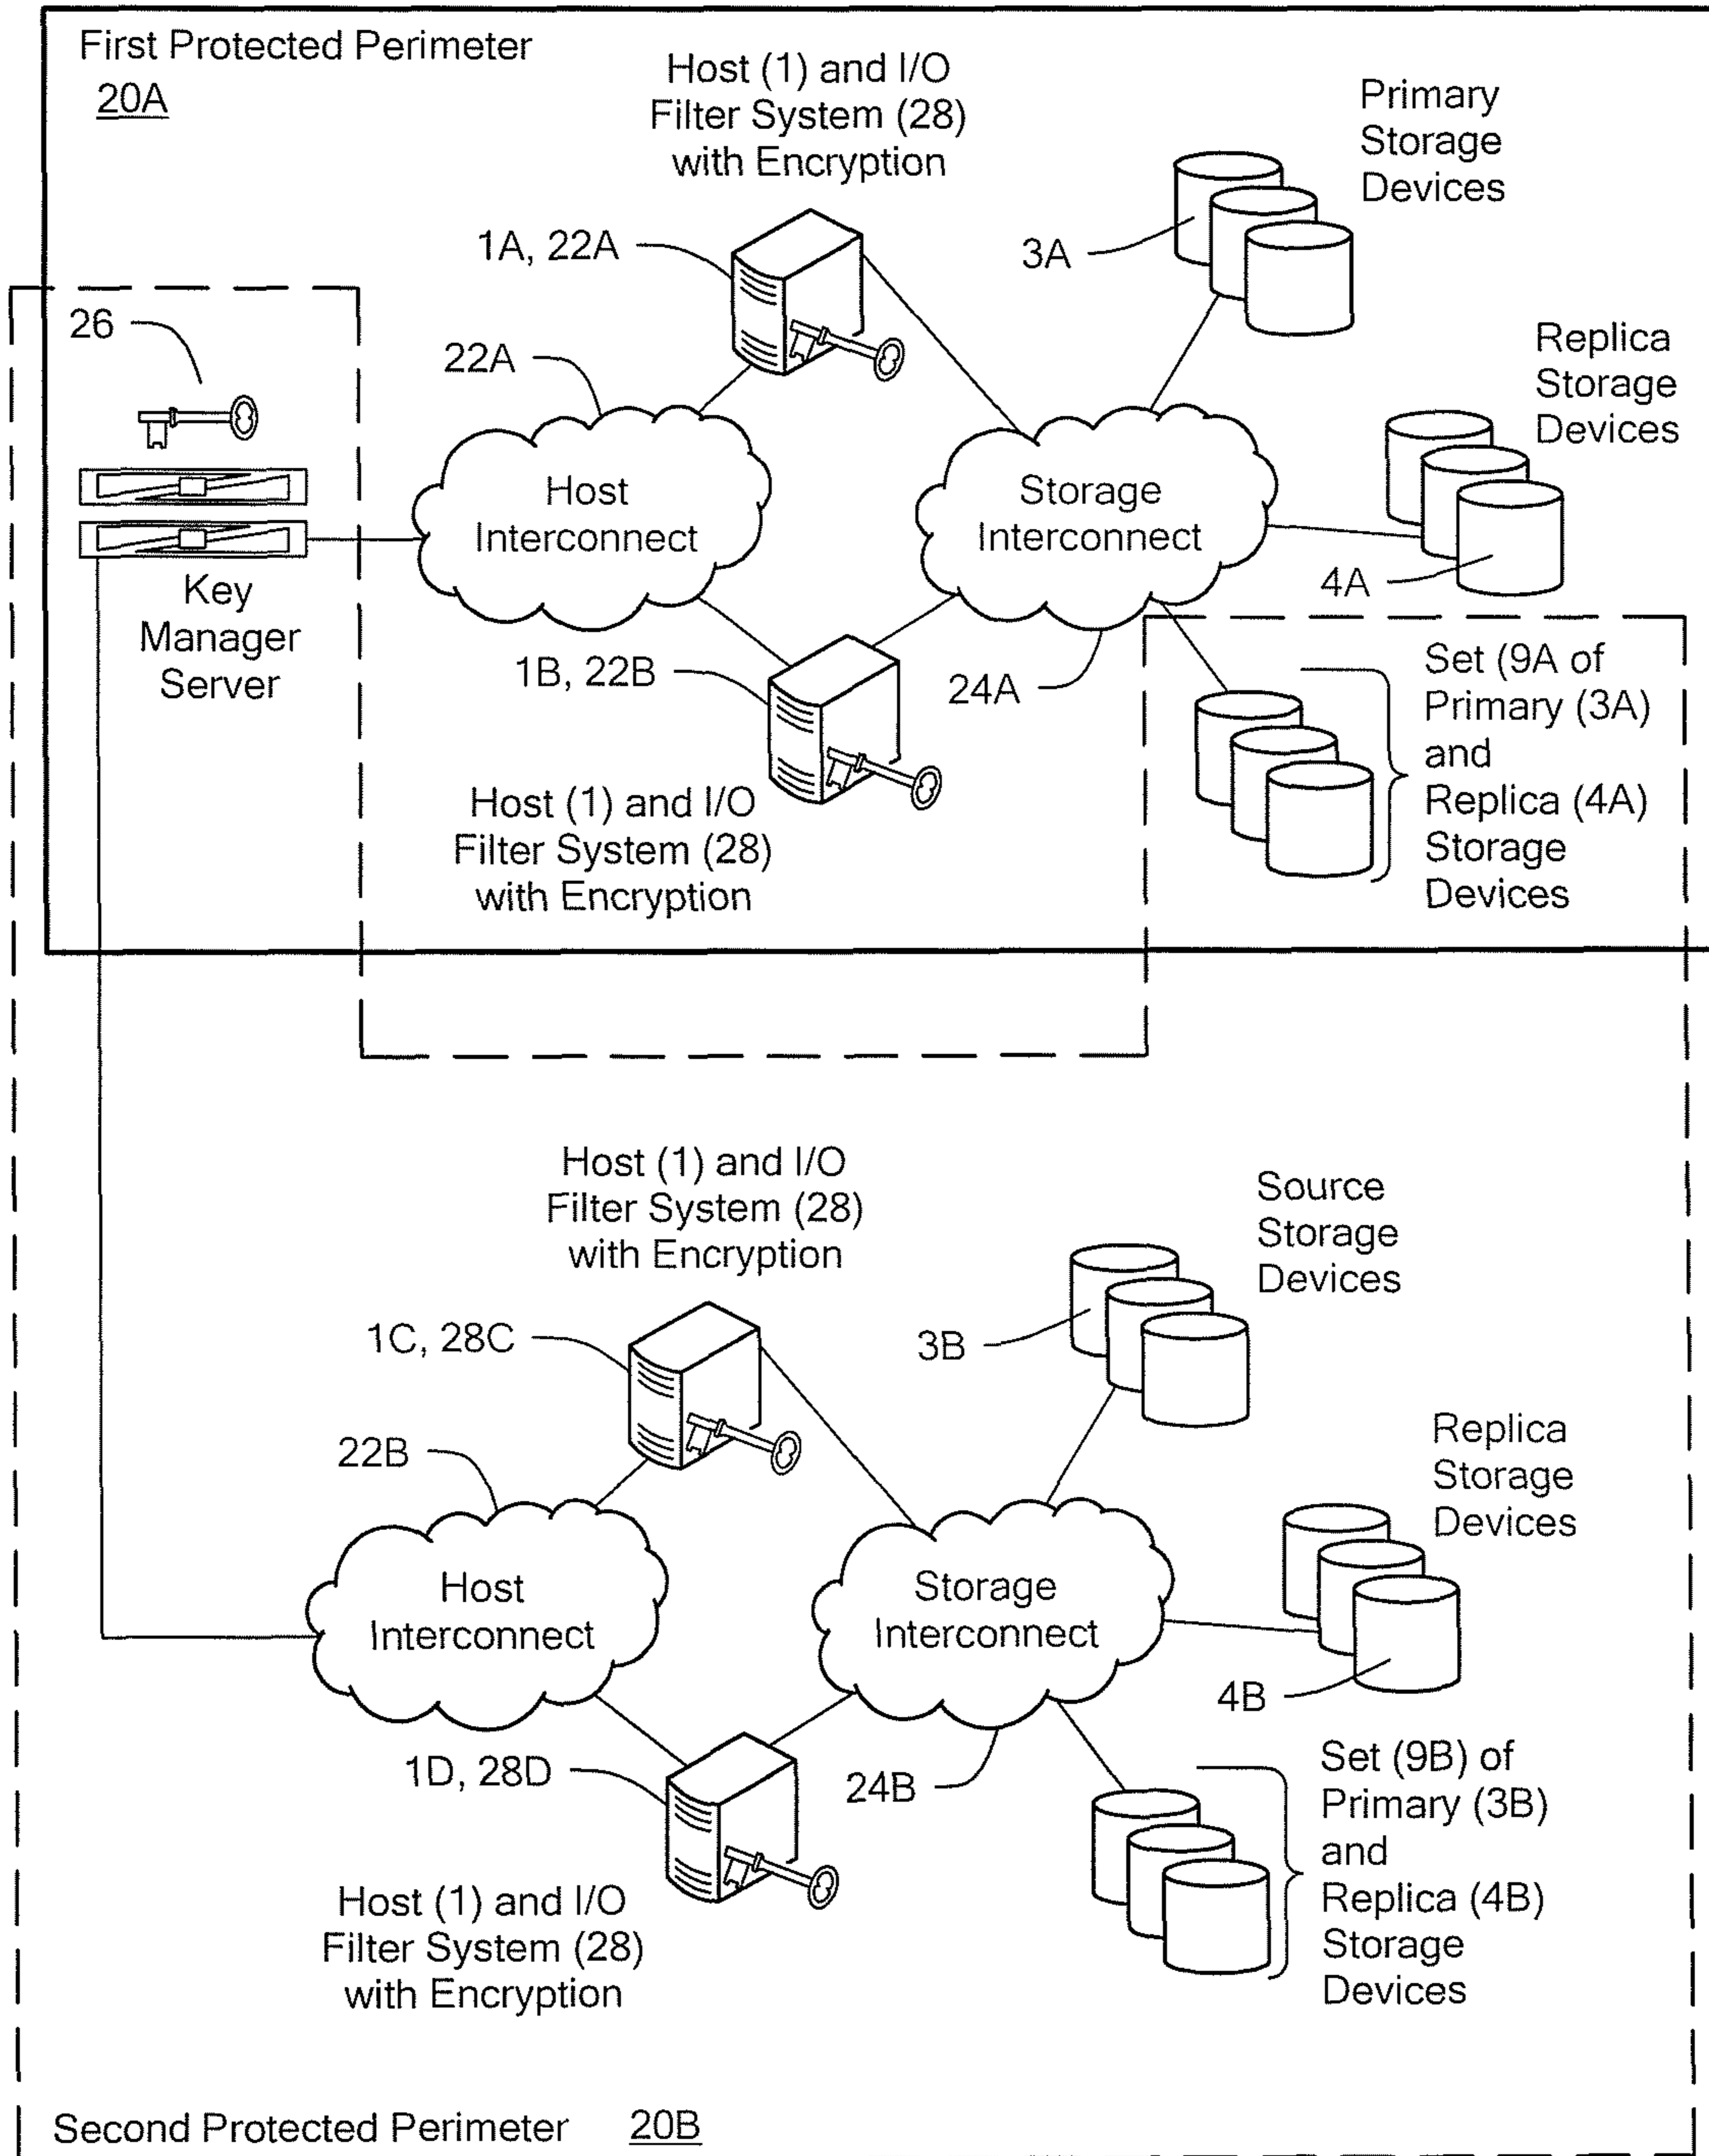 First Protected Perimeter
20A
Host (1) and I/O
Filter System (28)
with Encryption
Primary
Storage
Devices
1A, 22A
3A
26
22A
Replica
Storage
Devices
Host
Interconnect
Storage
Interconnect
4A
Key
Manager
Server
1B, 22B
24A
Set (9A of
Primary (3A)
and
Replica (4A)
Storage
Devices
Host (1) and I/O
Filter System (28)
with Encryption
Host (1) and I/O
Filter System (28)
with Encryption
Source
Storage
Devices
1C, 28C
3B
22B
Replica
Storage
Devices
Host
Interconnect
Storage
Interconnect
4B
1D, 28D
24B
Set (9B) of
Primary (3B)
and
Replica (4B)
Storage
Devices
Host (1) and I/O
Filter System (28)
with Encryption
Second Protected Perimeter 20B